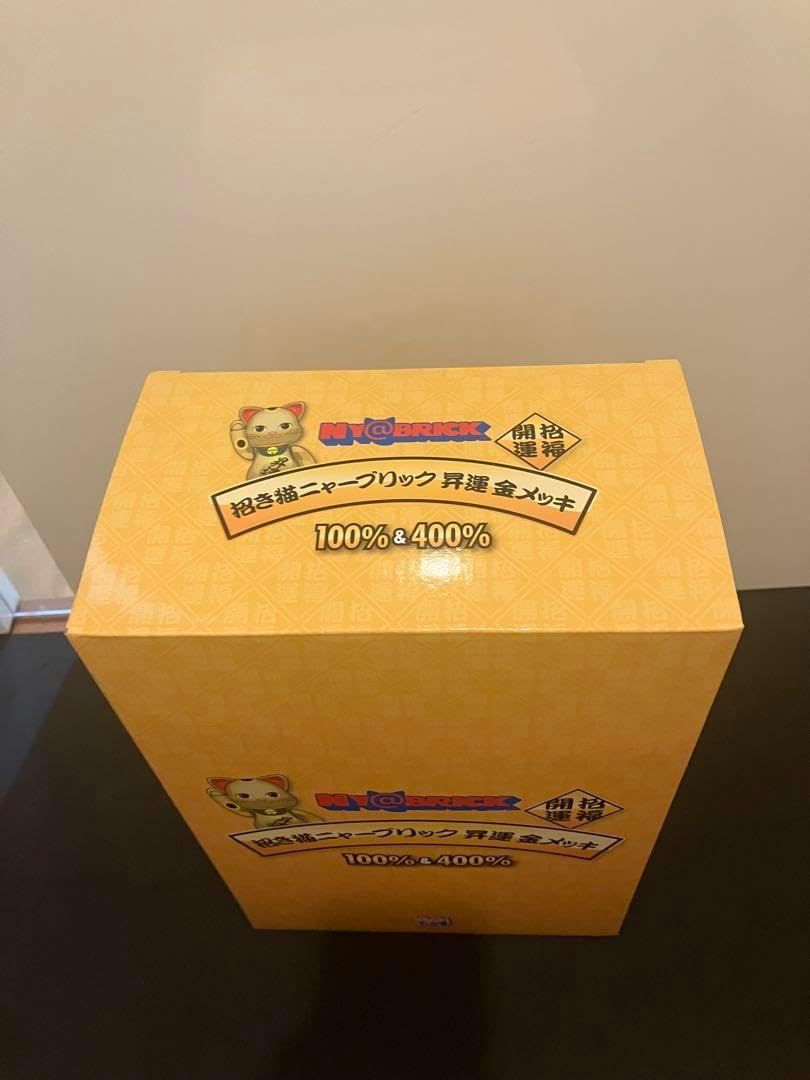 NY@BRICK
開運
招福
招き猫ニャーブリック 昇運 金メッキ
100% & 400%
NY@BRICK
開運
招福
招き猫ニャーブリック 昇運 金メッキ
100% & 400%